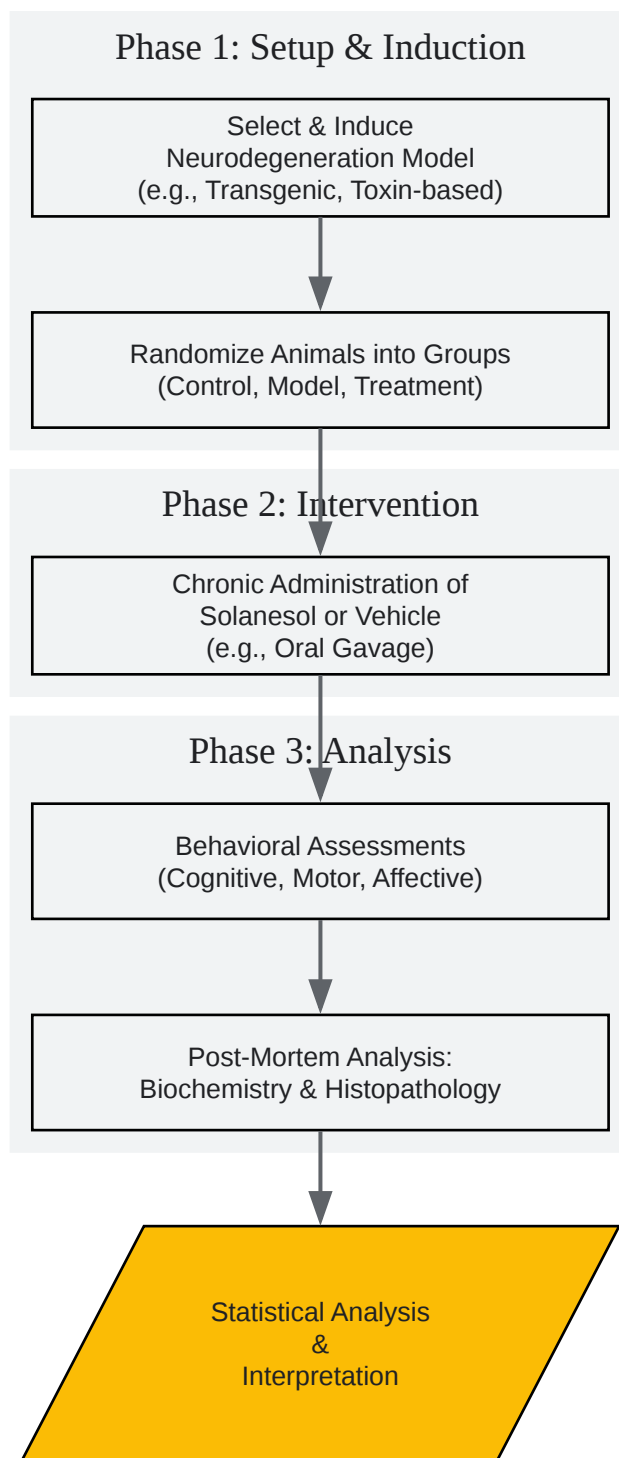 Phase 1: Setup & Induction
Select & Induce
Neurodegeneration Model
(e.g., Transgenic, Toxin-based)
Randomize Animals into Groups
(Control, Model, Treatment)
Phase 2: Intervention
Chronic Administration of
Solanesol or Vehicle
(e.g., Oral Gavage)
Phase 3: Analysis
Behavioral Assessments
(Cognitive, Motor, Affective)
Post-Mortem Analysis:
Biochemistry & Histopathology
Statistical Analysis
&
Interpretation